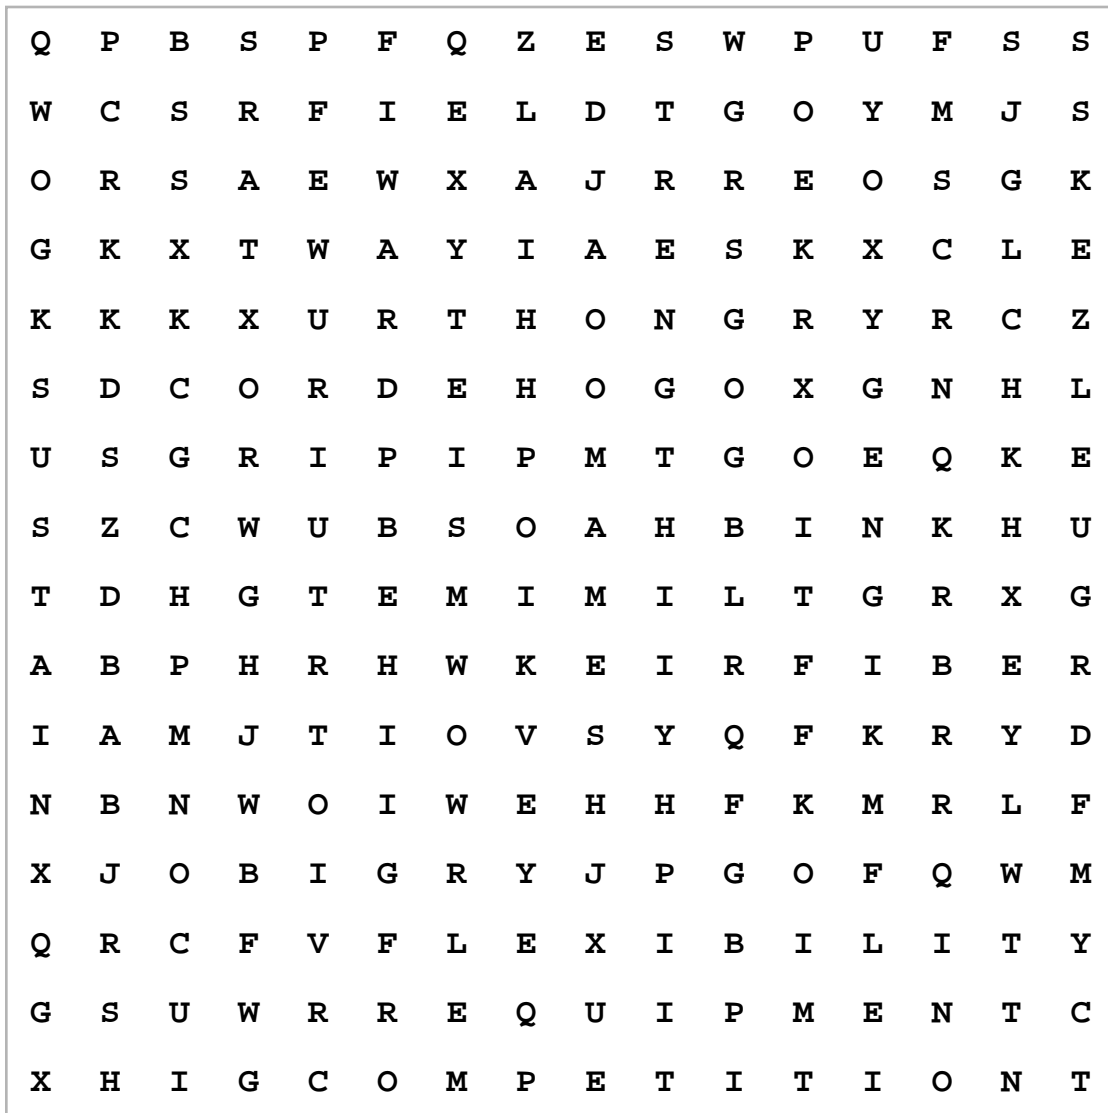 Q P B S P F Q Z E S W P U F S S
W C S R F I E L D T G O Y M J S
O R S A E W X A J R R E O S G K
G K X T W A Y I A E S K X C L E
K K K X U R T H O N G R Y R C Z
S D C O R D E H O G O X G N H L
U S G R I P I P M T G O E Q K E
S Z C W U B S O A H B I N K H U
T D H G T E M I M I L T G R X G
A B P H R H W K E I R F I B E R
I A M J T I O V S Y Q F K R Y D
N B N W O I W E H H F K M R L F
X J O B I G R Y J P G O F Q W M
Q R C F V F L E X I B I L I T Y
G S U W R R E Q U I P M E N T C
X H I G C O M P E T I T I O N T